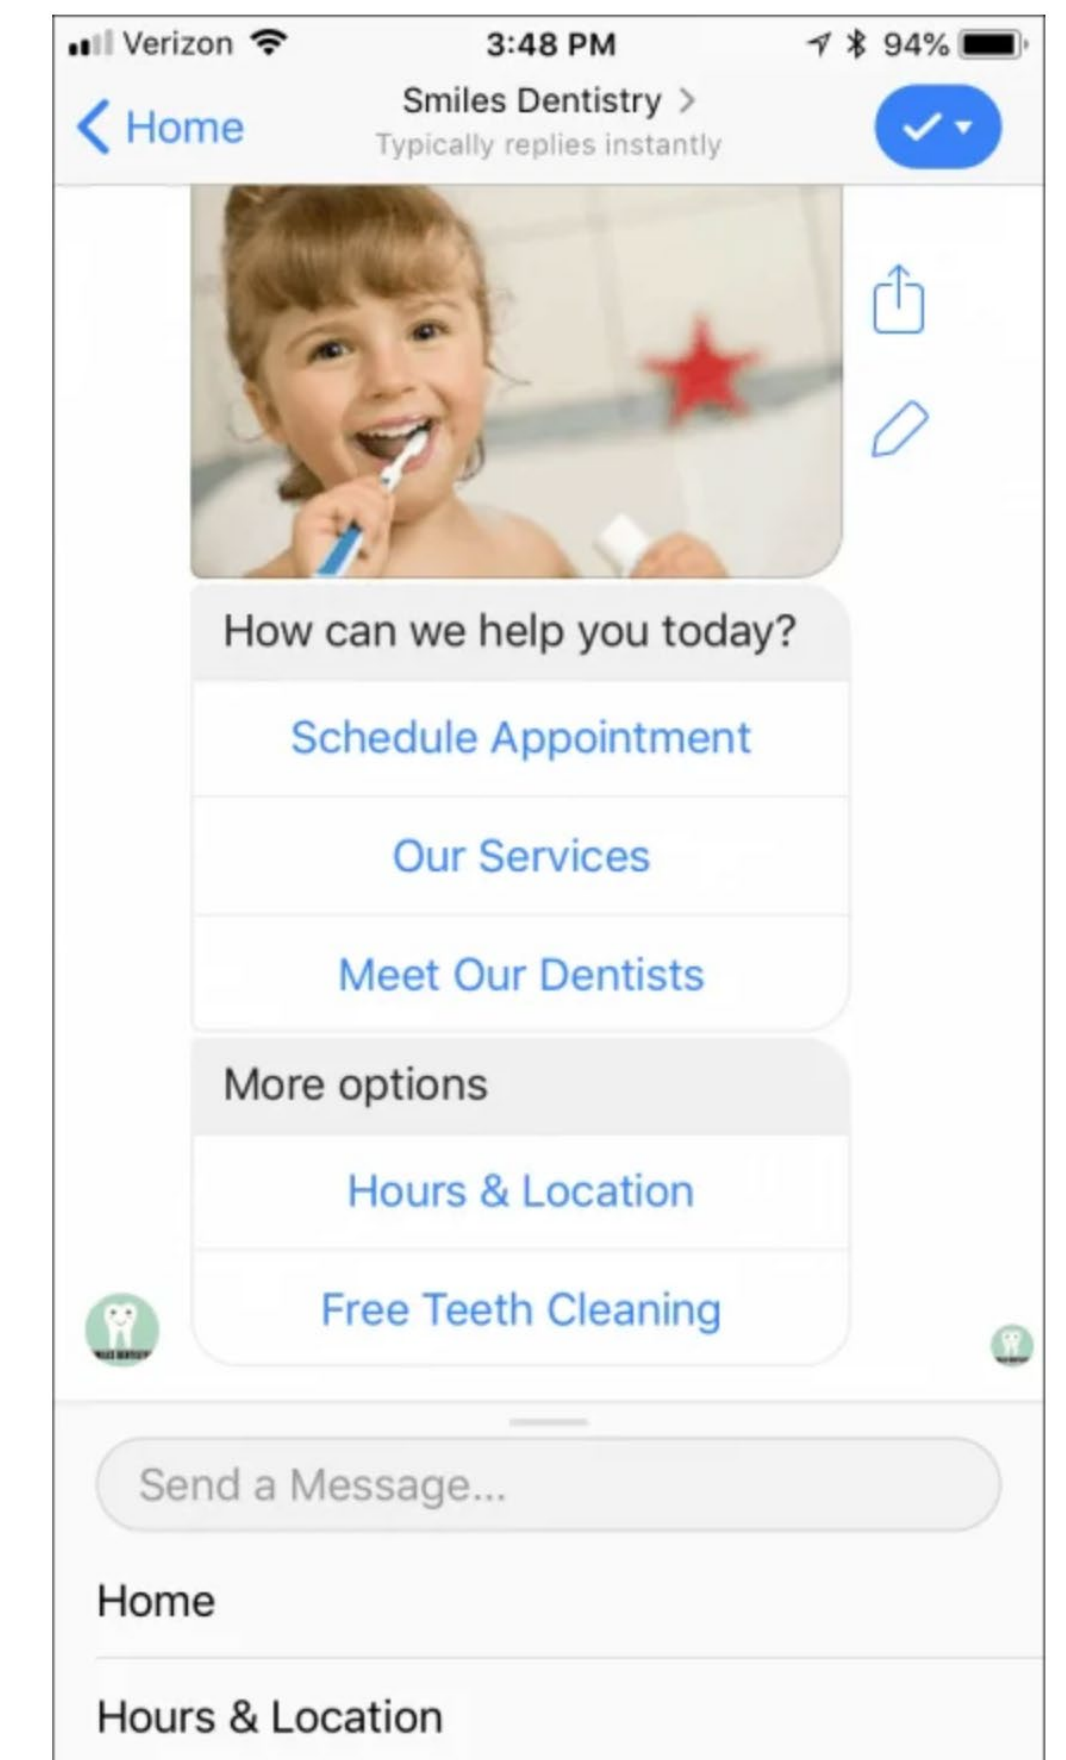 Verizon 3:48 PM 94%
Home
Smiles Dentistry
Typically replies instantly
How can we help you today?
Schedule Appointment
Our Services
Meet Our Dentists
More options
Hours & Location
Free Teeth Cleaning
Send a Message...
Home
Hours & Location